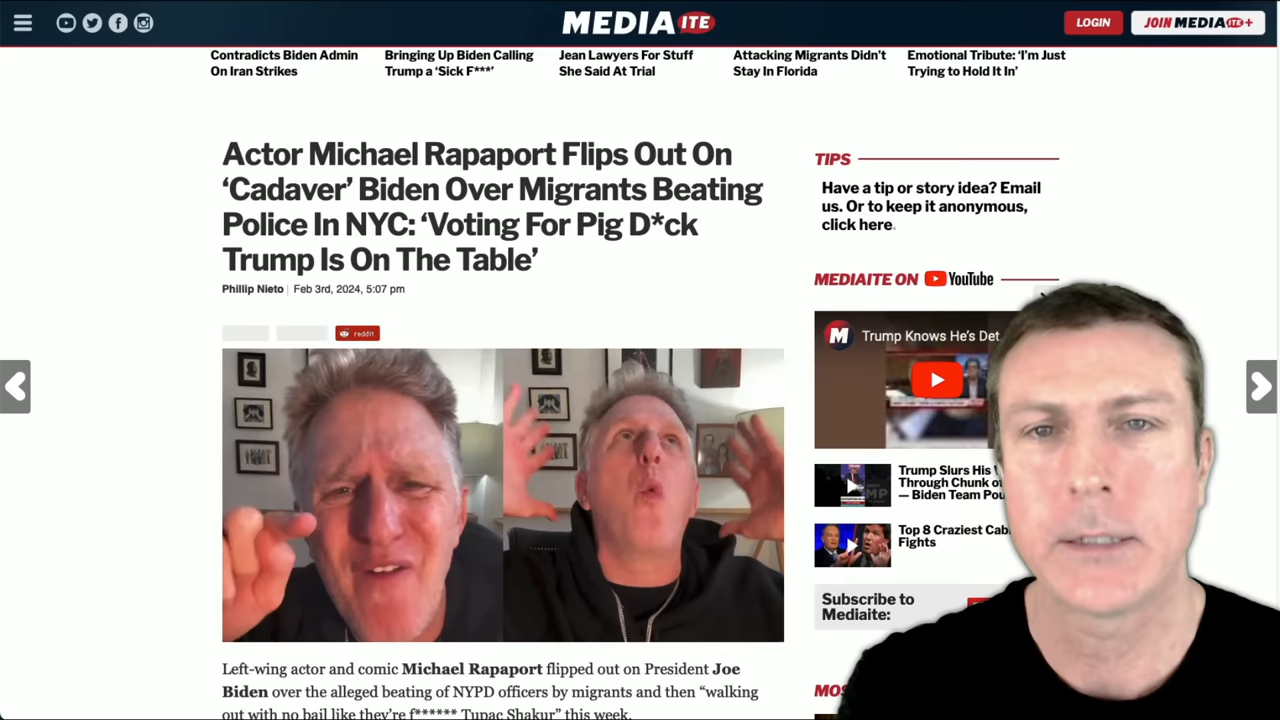 MEDIA ITE
LOGIN
JOIN MEDIA ITE +
Contradicts Biden Admin
On Iran Strikes
Bringing Up Biden Calling
Trump a ‘Sick F***’
Jean Lawyers For Stuff
She Said At Trial
Attacking Migrants Didn’t
Stay In Florida
Emotional Tribute: ‘I’m Just
Trying to Hold It In’
Actor Michael Rapaport Flips Out On
‘Cadaver’ Biden Over Migrants Beating
Police In NYC: ‘Voting For Pig D*ck
Trump Is On The Table’
Phillip Nieto | Feb 3rd, 2024, 5:07 pm
reddit
Left-wing actor and comic Michael Rapaport flipped out on President Joe
Biden over the alleged beating of NYPD officers by migrants and then “walking
out with no bail like they’re f****** Tupac Shakur” this week.
TIPS
Have a tip or story idea? Email
us. Or to keep it anonymous,
click here.
MEDIAITE ON YouTube
M
Trump Knows He’s Det
Trump Slurs His
Through Chunk
— Biden Team
Top 8 Craziest
Fights
Subscribe to
Mediaite: